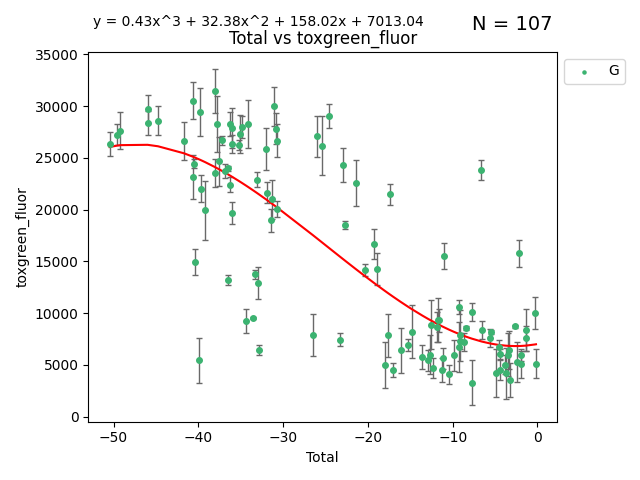 y = 0.43x^3 + 32.38x^2 + 158.02x + 7013.04
N = 107
Total vs toxgreen_fluor
G
toxgreen_fluor
35000
30000
25000
20000
15000
10000
5000
0
−50 −40 −30 −20 −10 0
Total